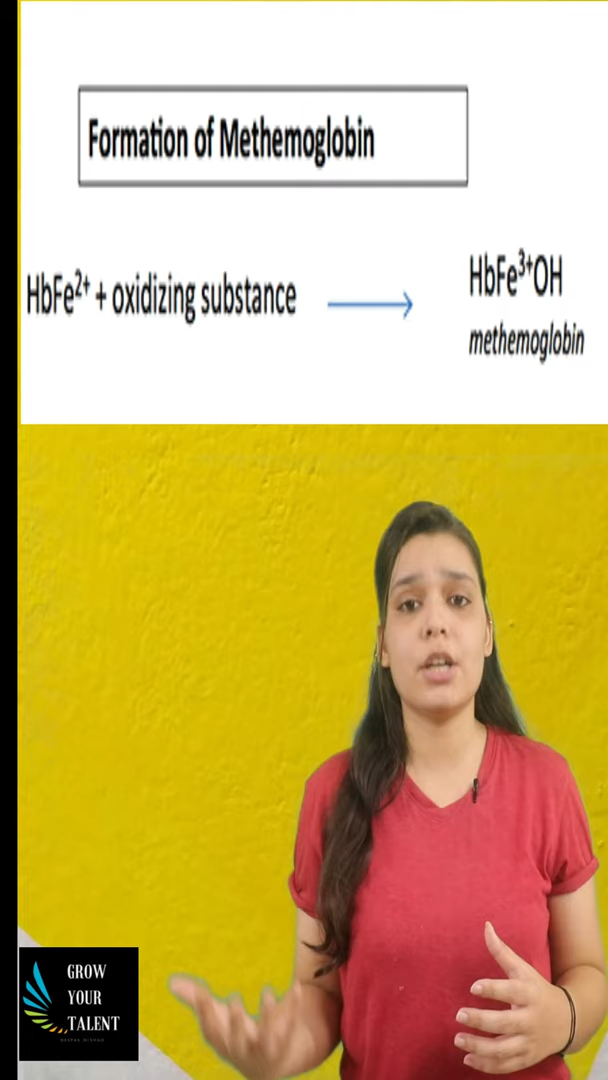 Formation of Methemoglobin
HbFe²⁺ + oxidizing substance ⟶ HbFe³⁺OH
methemoglobin
GROW
YOUR
TALENT